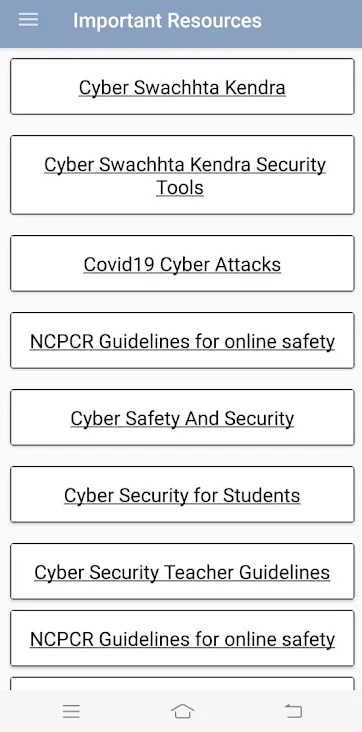 Important Resources
Cyber Swachhta Kendra
Cyber Swachhta Kendra Security
Tools
Covid19 Cyber Attacks
NCPCR Guidelines for online safety
Cyber Safety And Security
Cyber Security for Students
Cyber Security Teacher Guidelines
NCPCR Guidelines for online safety